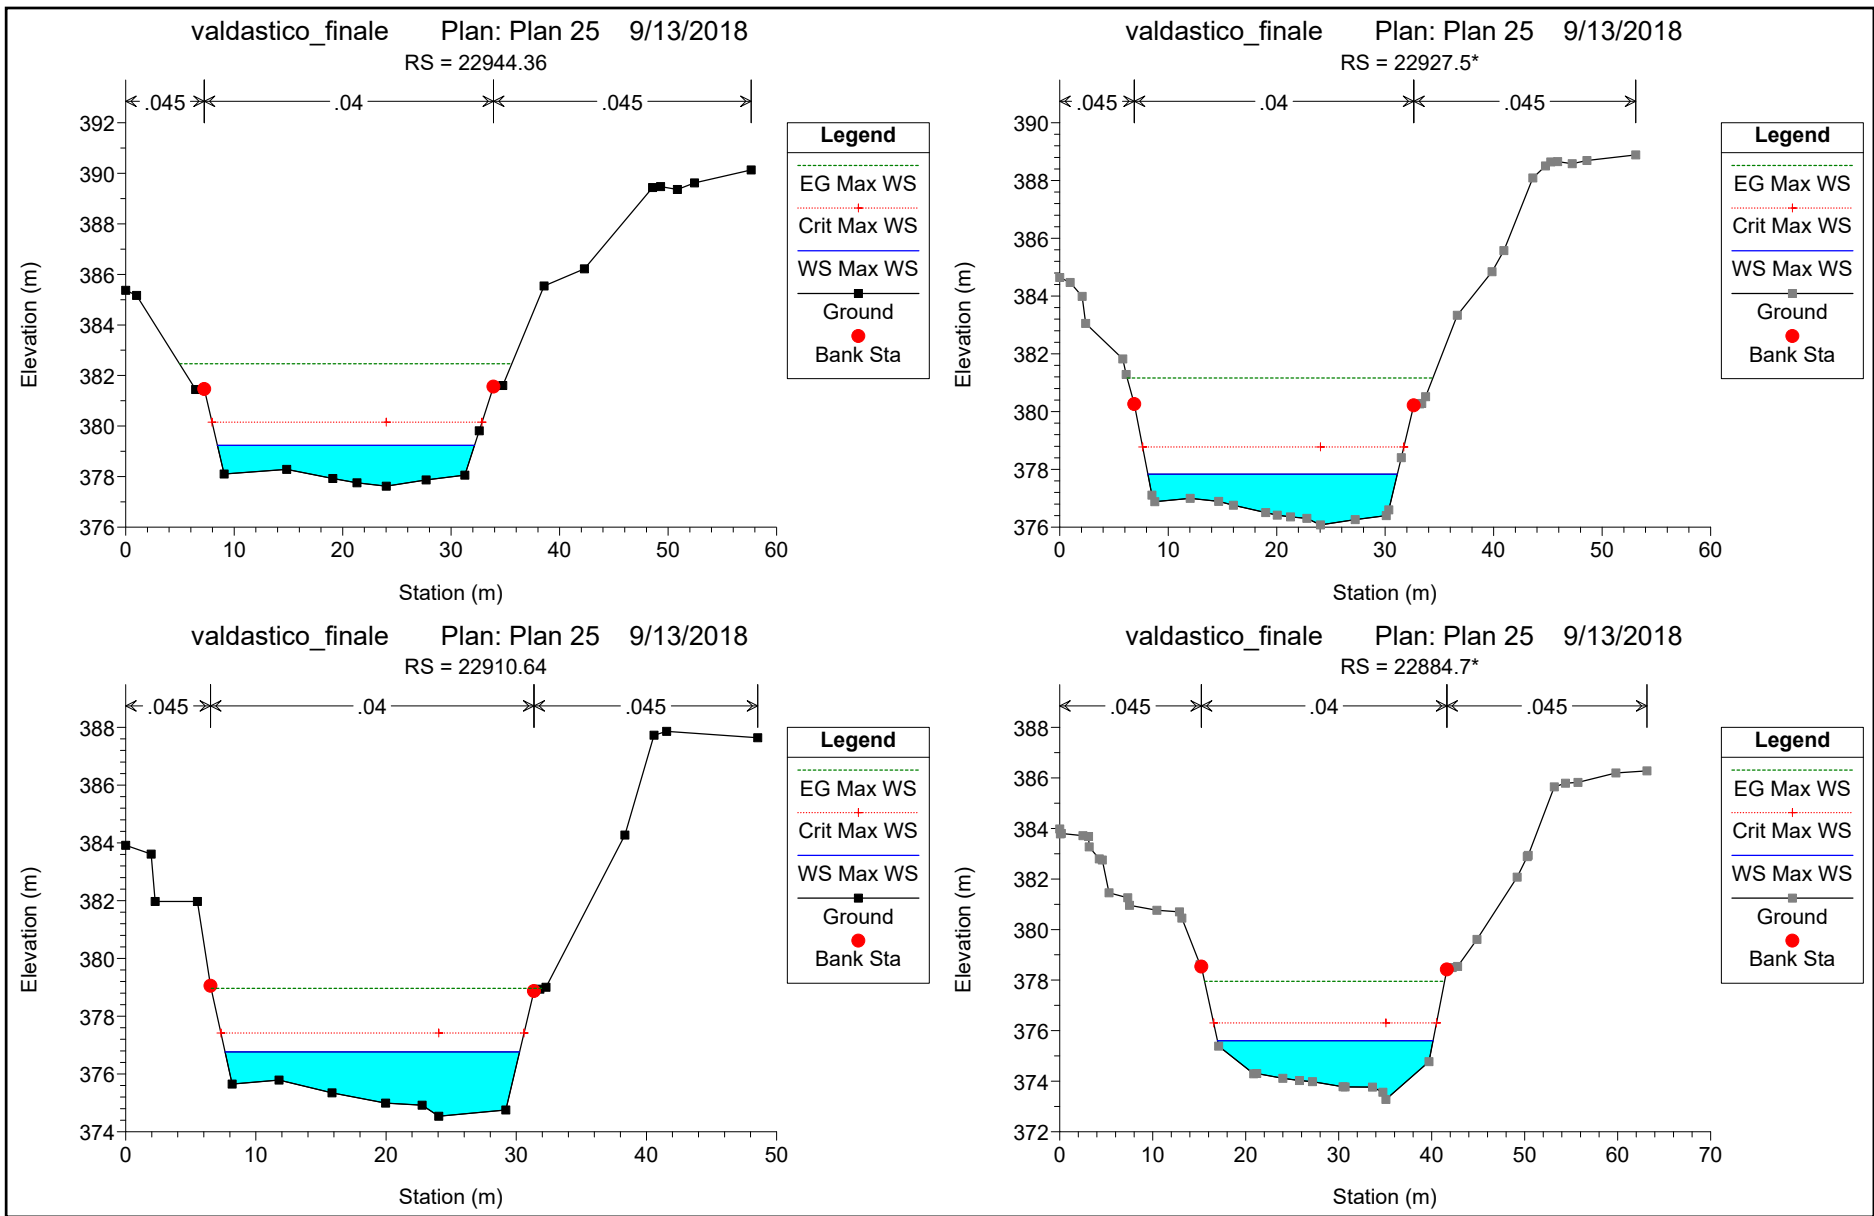 valdastico_finale Plan: Plan 25 9/13/2018
RS = 22944.36
.045 .04 .045
392
390
388
386
384
382
380
378
376
0 10 20 30 40 50 60
Elevation (m)
Station (m)
Legend
EG Max WS
Crit Max WS
WS Max WS
Ground
Bank Sta
valdastico_finale Plan: Plan 25 9/13/2018
RS = 22927.5*
.045 .04 .045
390
388
386
384
382
380
378
376
0 10 20 30 40 50 60
Elevation (m)
Station (m)
Legend
EG Max WS
Crit Max WS
WS Max WS
Ground
Bank Sta
valdastico_finale Plan: Plan 25 9/13/2018
RS = 22910.64
.045 .04 .045
388
386
384
382
380
378
376
374
0 10 20 30 40 50
Elevation (m)
Station (m)
Legend
EG Max WS
Crit Max WS
WS Max WS
Ground
Bank Sta
valdastico_finale Plan: Plan 25 9/13/2018
RS = 22884.7*
.045 .04 .045
388
386
384
382
380
378
376
374
372
0 10 20 30 40 50 60 70
Elevation (m)
Station (m)
Legend
EG Max WS
Crit Max WS
WS Max WS
Ground
Bank Sta